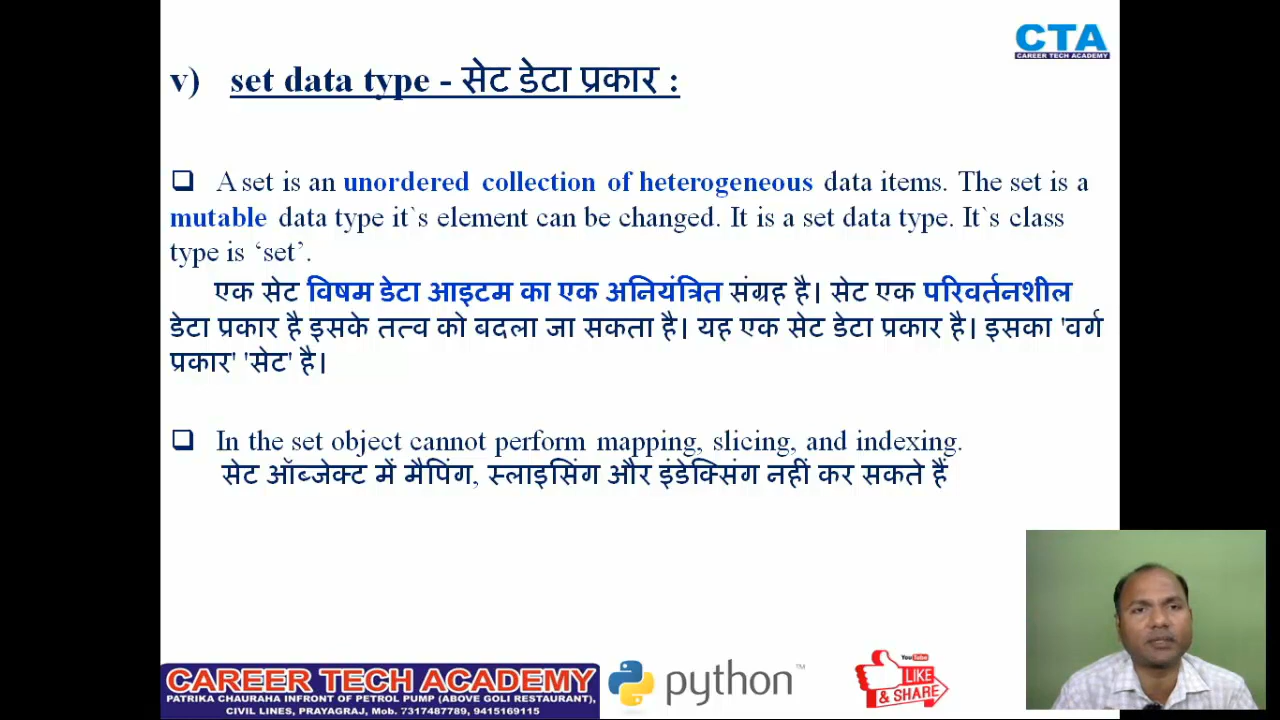 CTA
CAREER TECH ACADEMY
v) set data type - सेट डेटा प्रकार :
A set is an unordered collection of heterogeneous data items. The set is a
mutable data type it`s element can be changed. It is a set data type. It`s class
type is ‘set’.
एक सेट विषम डेटा आइटम का एक अनियंत्रित संग्रह है। सेट एक परिवर्तनशील
डेटा प्रकार है इसके तत्व को बदला जा सकता है। यह एक सेट डेटा प्रकार है। इसका 'वर्ग
प्रकार' 'सेट' है।
In the set object cannot perform mapping, slicing, and indexing.
सेट ऑब्जेक्ट में मैपिंग, स्लाइसिंग और इंडेक्सिंग नहीं कर सकते हैं
CAREER TECH ACADEMY
PATRIKA CHAURAHA INFRONT OF PETROL PUMP (ABOVE GOLI RESTAURANT),
CIVIL LINES, PRAYAGRAJ, Mob. 7317487789, 9415169115
python™
YouTube
LIKE
& SHARE